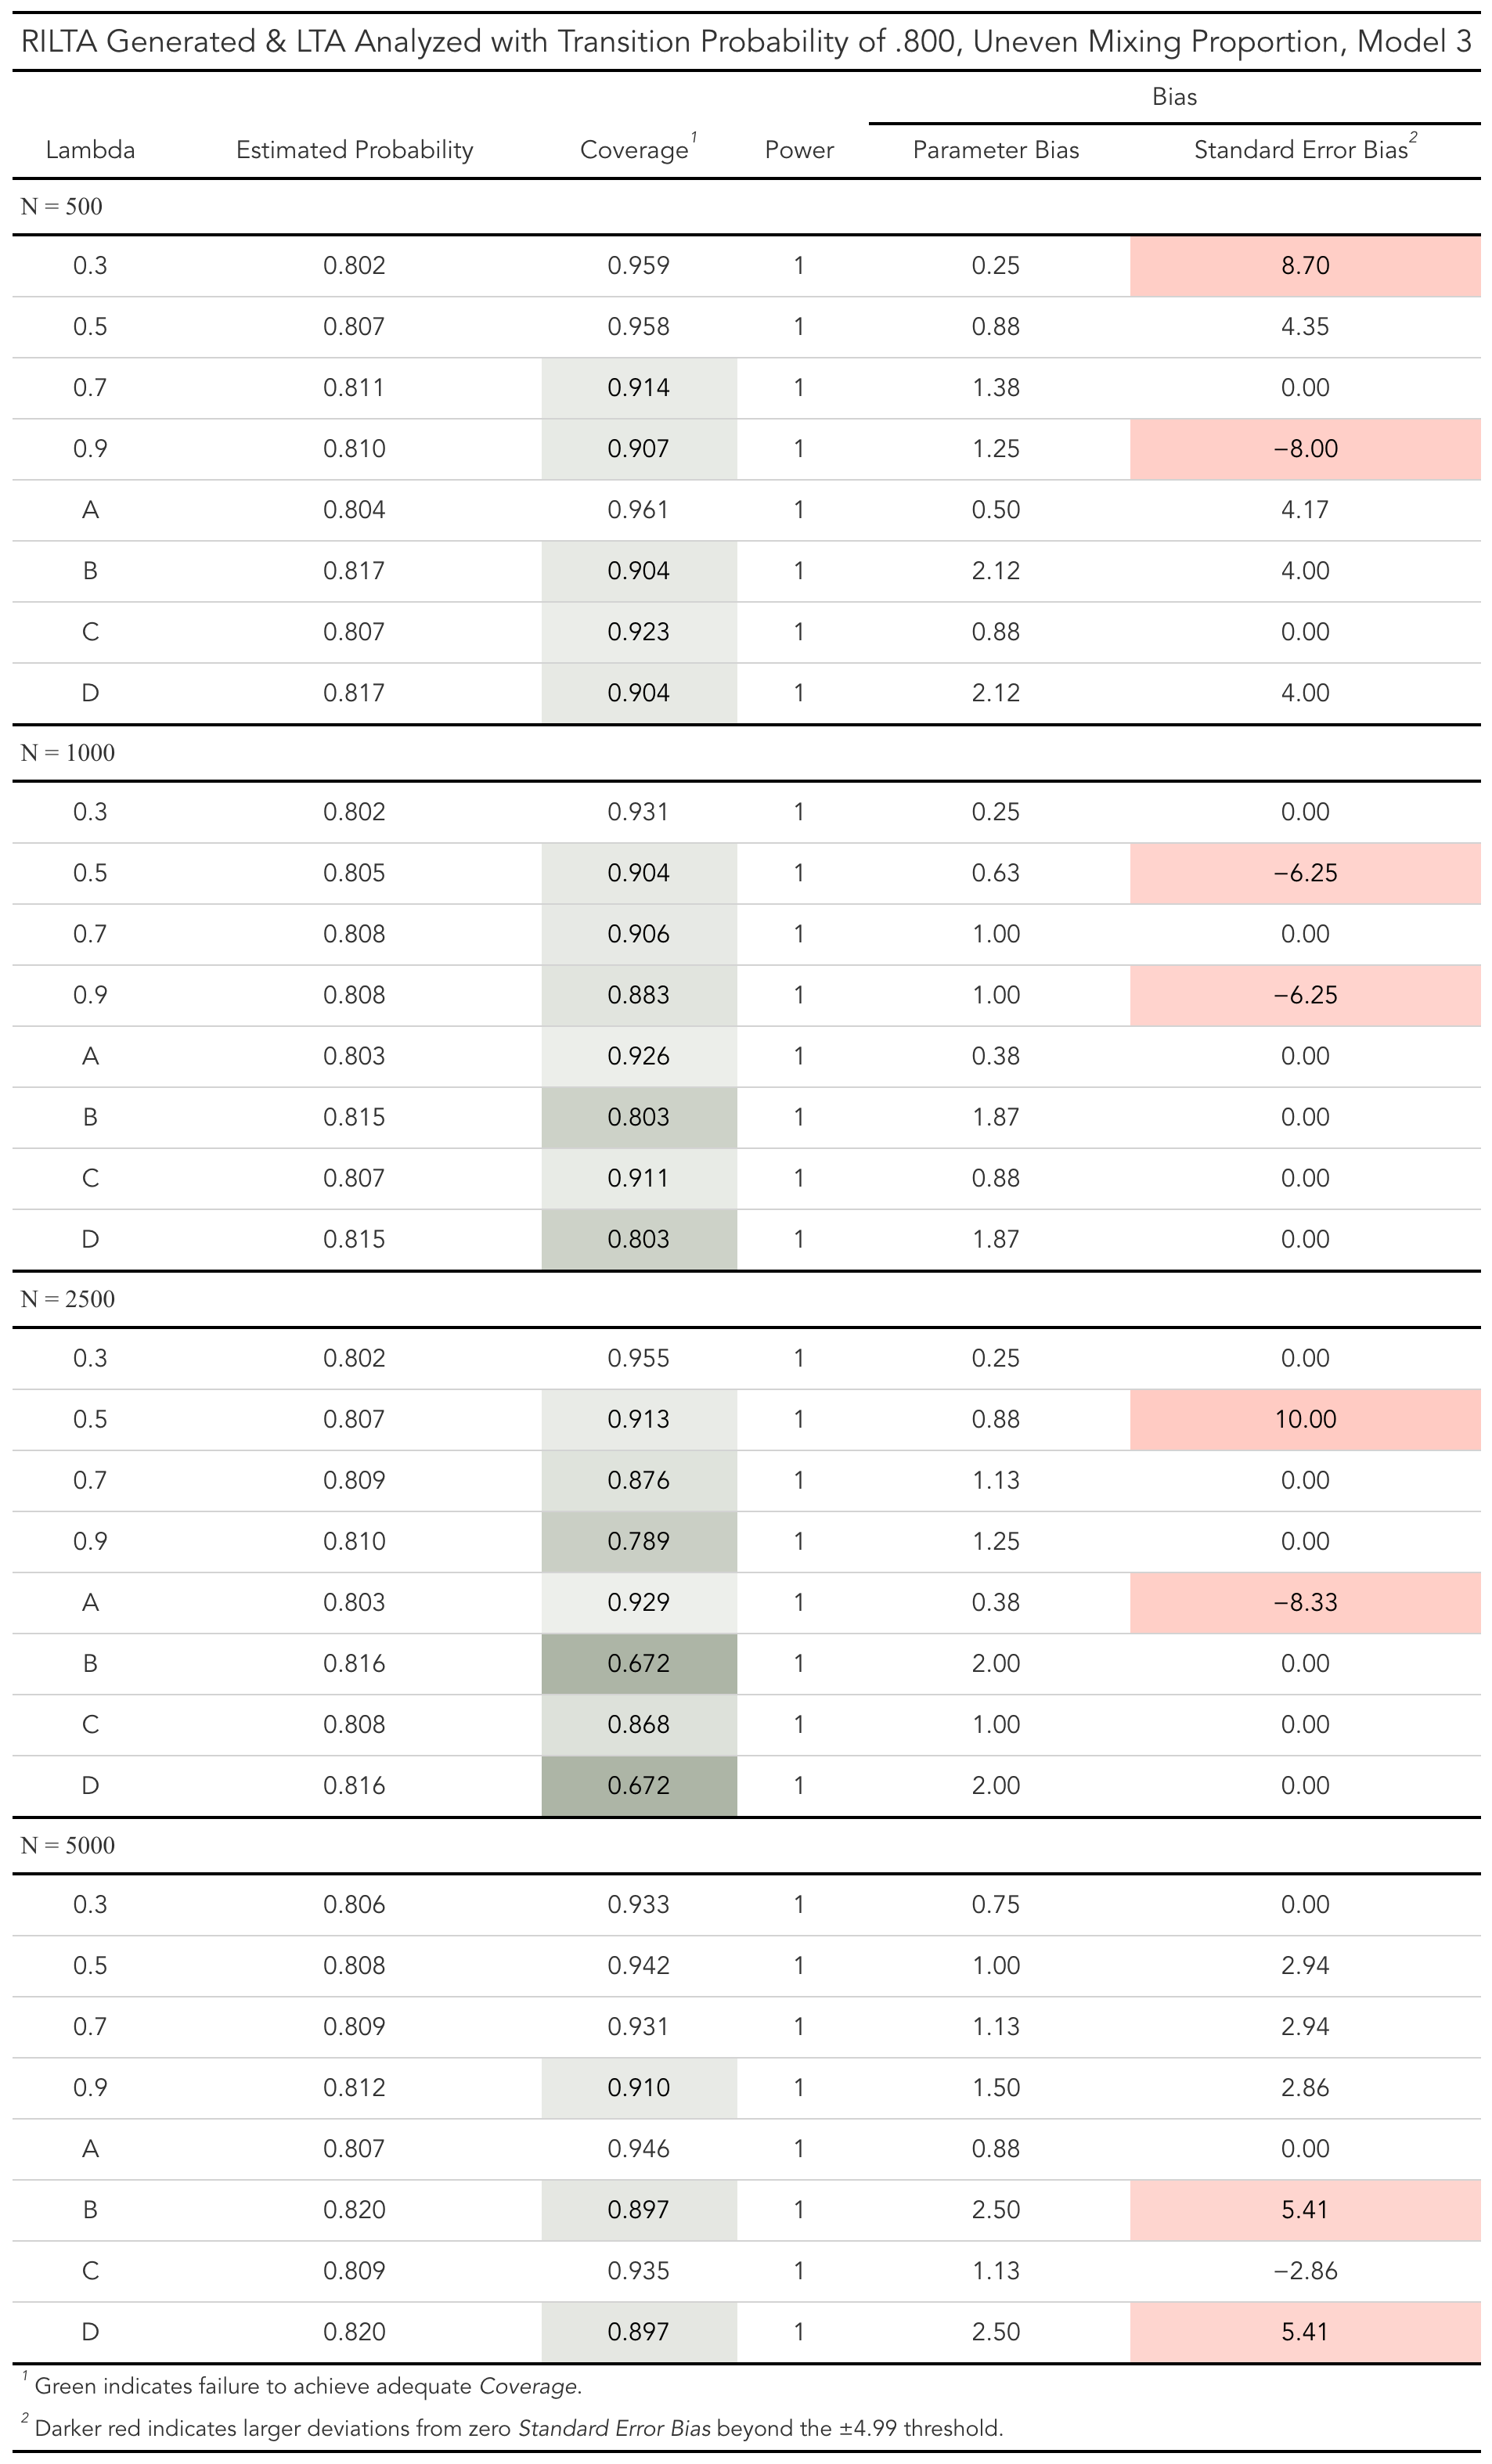 RILTA Generated & LTA Analyzed with Transition Probability of .800, Uneven Mixing Proportion, Model 3
Bias
Lambda Estimated Probability Coverage1 Power Parameter Bias Standard Error Bias2
N = 500
0.3 0.802 0.959 1 0.25 8.70
0.5 0.807 0.958 1 0.88 4.35
0.7 0.811 0.914 1 1.38 0.00
0.9 0.810 0.907 1 1.25 −8.00
A 0.804 0.961 1 0.50 4.17
B 0.817 0.904 1 2.12 4.00
C 0.807 0.923 1 0.88 0.00
D 0.817 0.904 1 2.12 4.00
N = 1000
0.3 0.802 0.931 1 0.25 0.00
0.5 0.805 0.904 1 0.63 −6.25
0.7 0.808 0.906 1 1.00 0.00
0.9 0.808 0.883 1 1.00 −6.25
A 0.803 0.926 1 0.38 0.00
B 0.815 0.803 1 1.87 0.00
C 0.807 0.911 1 0.88 0.00
D 0.815 0.803 1 1.87 0.00
N = 2500
0.3 0.802 0.955 1 0.25 0.00
0.5 0.807 0.913 1 0.88 10.00
0.7 0.809 0.876 1 1.13 0.00
0.9 0.810 0.789 1 1.25 0.00
A 0.803 0.929 1 0.38 −8.33
B 0.816 0.672 1 2.00 0.00
C 0.808 0.868 1 1.00 0.00
D 0.816 0.672 1 2.00 0.00
N = 5000
0.3 0.806 0.933 1 0.75 0.00
0.5 0.808 0.942 1 1.00 2.94
0.7 0.809 0.931 1 1.13 2.94
0.9 0.812 0.910 1 1.50 2.86
A 0.807 0.946 1 0.88 0.00
B 0.820 0.897 1 2.50 5.41
C 0.809 0.935 1 1.13 −2.86
D 0.820 0.897 1 2.50 5.41
1 Green indicates failure to achieve adequate Coverage.
2 Darker red indicates larger deviations from zero Standard Error Bias beyond the ±4.99 threshold.